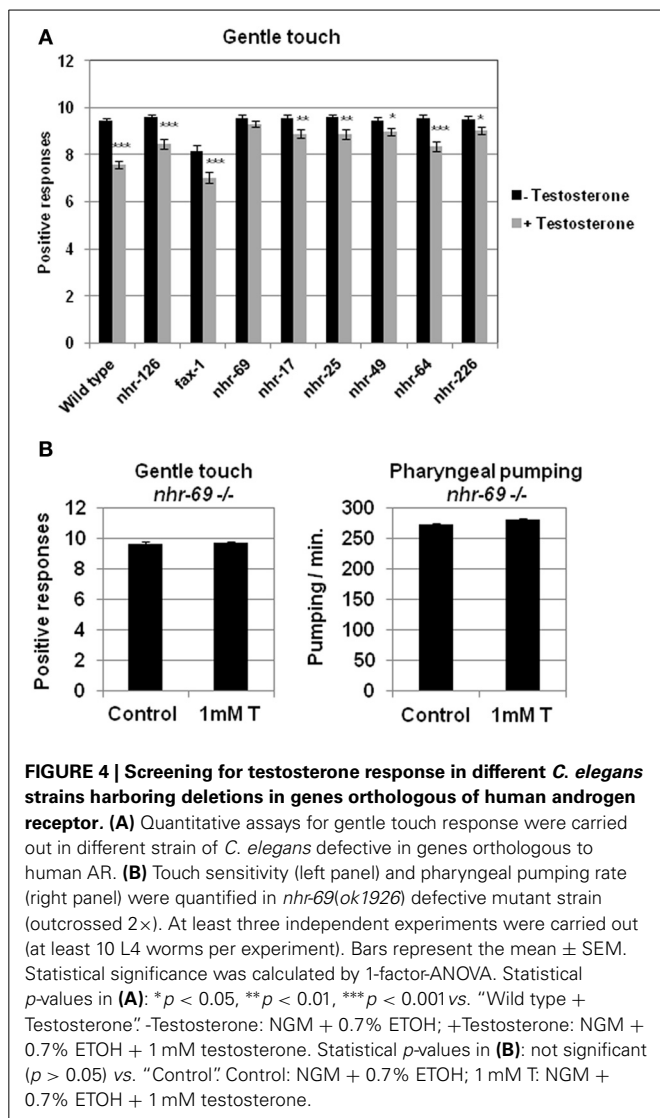 A
Gentle touch
12
10
8
6
4
2
0
Positive responses
***
***
***
**
**
*
***
*
- Testosterone
+ Testosterone
Wild type
nhr-126
fax-1
nhr-69
nhr-17
nhr-25
nhr-49
nhr-64
nhr-226
B
Gentle touch
nhr-69 -/-
12
10
8
6
4
2
0
Positive responses
Control
1mM T
Pharyngeal pumping
nhr-69 -/-
300
250
200
150
100
50
0
Pumping / min.
Control
1mM T
FIGURE 4 | Screening for testosterone response in different C. elegans
strains harboring deletions in genes orthologous of human androgen
receptor. (A) Quantitative assays for gentle touch response were carried
out in different strain of C. elegans defective in genes orthologous to
human AR. (B) Touch sensitivity (left panel) and pharyngeal pumping rate
(right panel) were quantified in nhr-69(ok1926) defective mutant strain
(outcrossed 2×). At least three independent experiments were carried out
(at least 10 L4 worms per experiment). Bars represent the mean ± SEM.
Statistical significance was calculated by 1-factor-ANOVA. Statistical
p-values in (A): *p < 0.05, **p < 0.01, ***p < 0.001 vs. “Wild type +
Testosterone”. -Testosterone: NGM + 0.7% ETOH; +Testosterone: NGM +
0.7% ETOH + 1 mM testosterone. Statistical p-values in (B): not significant
(p > 0.05) vs. “Control”. Control: NGM + 0.7% ETOH; 1 mM T: NGM +
0.7% ETOH + 1 mM testosterone.